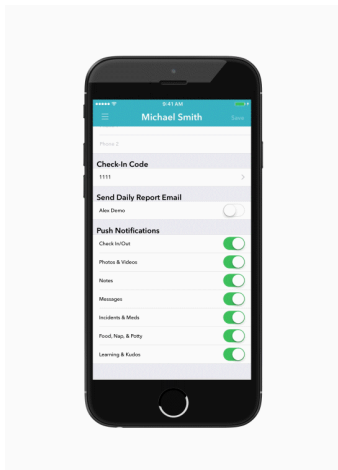 9:41 AM
Michael Smith
Save
Phone 2
Check-In Code
1111
Send Daily Report Email
Alex Demo
Push Notifications
Check In/Out
Photos & Videos
Notes
Messages
Incidents & Meds
Food, Nap, & Potty
Learning & Kudos